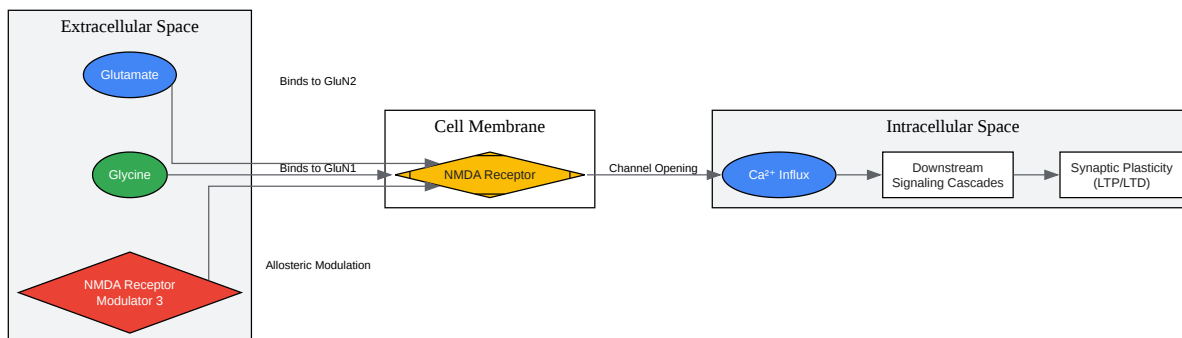 Extracellular Space
Glutamate
Binds to GluN2
Cell Membrane
Intracellular Space
Glycine
Binds to GluN1
NMDA Receptor
Channel Opening
Ca²⁺ Influx
Downstream
Signaling Cascades
Synaptic Plasticity
(LTP/LTD)
Allosteric Modulation
NMDA Receptor
Modulator 3